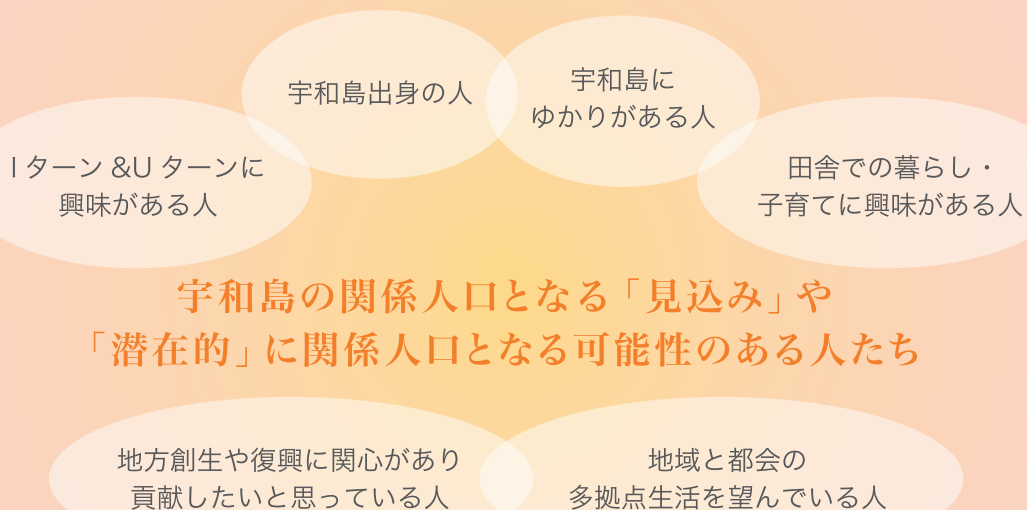 宇和島出身の人
宇和島に
ゆかりがある人
Iターン &Uターンに
興味がある人
田舎での暮らし・
子育てに興味がある人
宇和島の関係人口となる「見込み」や
「潜在的」に関係人口となる可能性のある人たち
地方創生や復興に関心があり
貢献したいと思っている人
地域と都会の
多拠点生活を望んでいる人